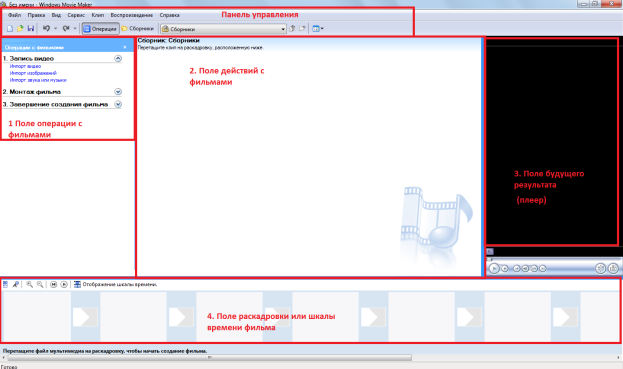 Без имени - Windows Movie Maker
Файл Правка Вид Сервис Клип Воспроизведение Справка
Панель управления
Операции Сборники Сборники
Операции с фильмами
1. Запись видео
Импорт видео
Импорт изображений
Импорт звука или музыки
2. Монтаж фильма
3. Завершение создания фильма
1 Поле операции с
фильмами
Сборник: Сборники
Перетащите клип на раскадровку, расположенную ниже.
2. Поле действий с
фильмами
3. Поле будущего
результата
(плеер)
Отображение шкалы времени.
4. Поле раскадровки или шкалы
времени фильма
Перетащите файл мультимедиа на раскадровку, чтобы начать создание фильма.
Готово